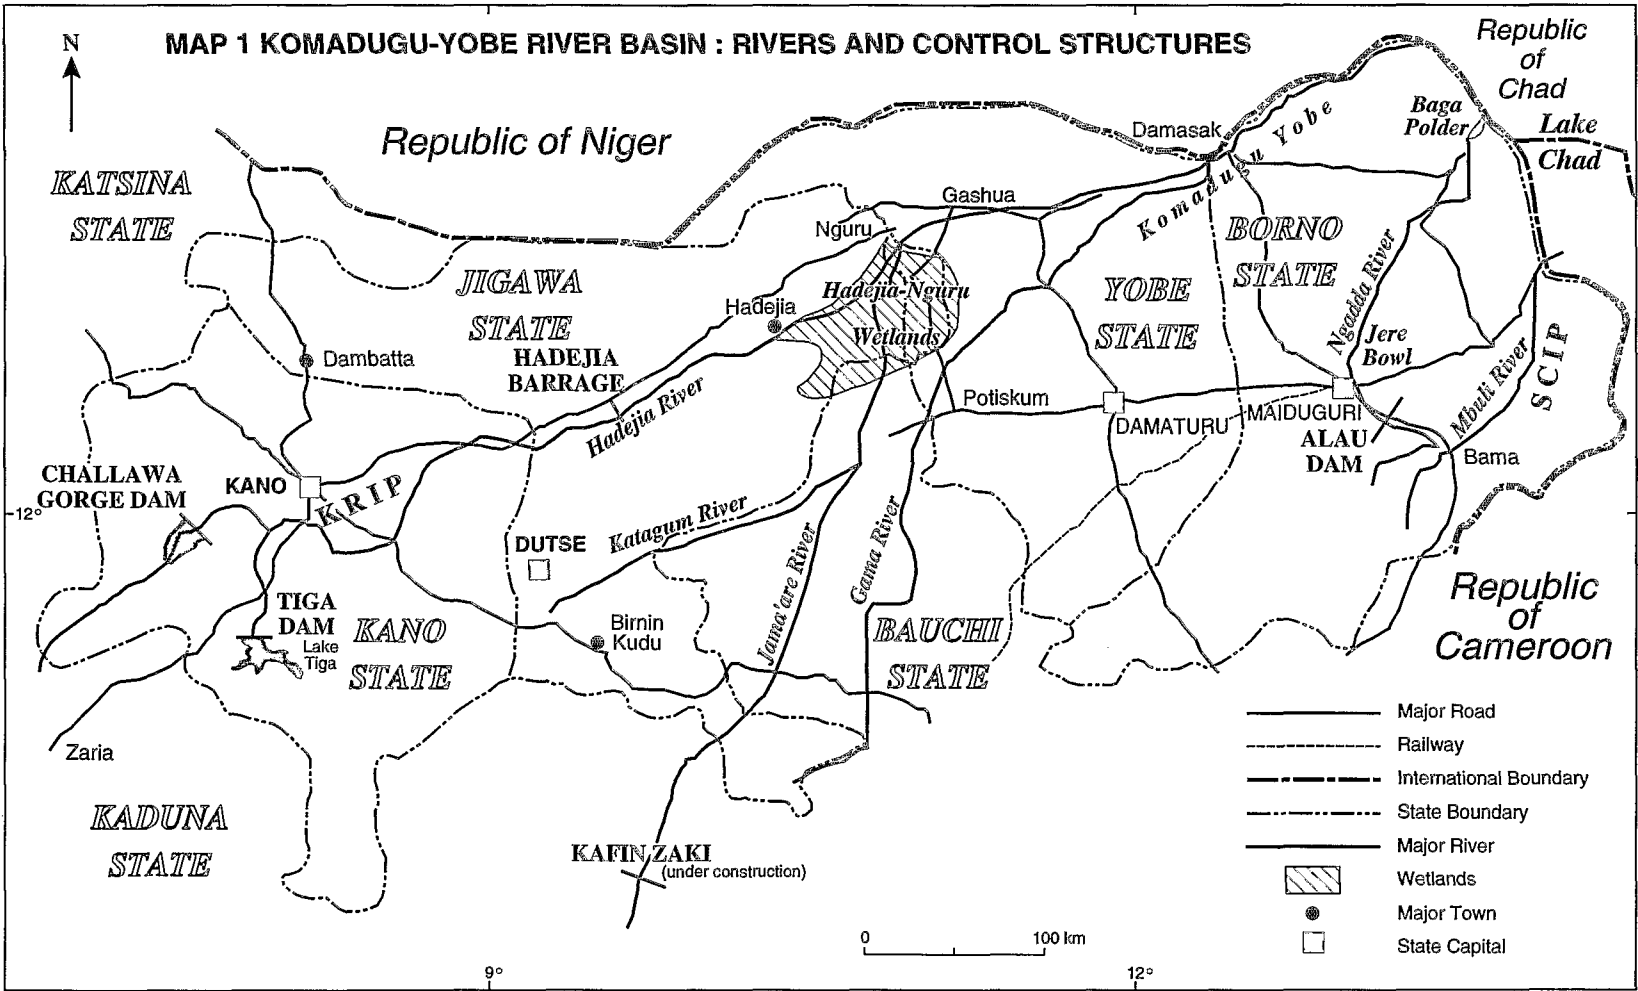 MAP 1 KOMADUGU-YOBE RIVER BASIN : RIVERS AND CONTROL STRUCTURES
N
Republic
of
Chad
Republic of Niger
Damasak
Baga
Polder
Lake
Chad
Komadugu Yobe
KATSINA
STATE
Gashua
Nguru
BORNO
STATE
JIGAWA
STATE
Hadejia-Nguru
Wetlands
YOBE
STATE
Ngadda River
Hadejia
Jere
Bowl
SCIP
Mbuli River
Dambatta
HADEJIA
BARRAGE
Hadejia River
Potiskum
DAMATURU
MAIDUGURI
ALAU
DAM
Bama
CHALLAWA
GORGE DAM
KANO
KRIP
12°
Katagum River
DUTSE
Jama'are River
Gama River
Republic
of
Cameroon
TIGA
DAM
Lake
Tiga
KANO
STATE
Birnin
Kudu
BAUCHI
STATE
Zaria
KADUNA
STATE
KAFIN ZAKI
(under construction)
Major Road
Railway
International Boundary
State Boundary
Major River
Wetlands
Major Town
State Capital
0 100 km
9°
12°